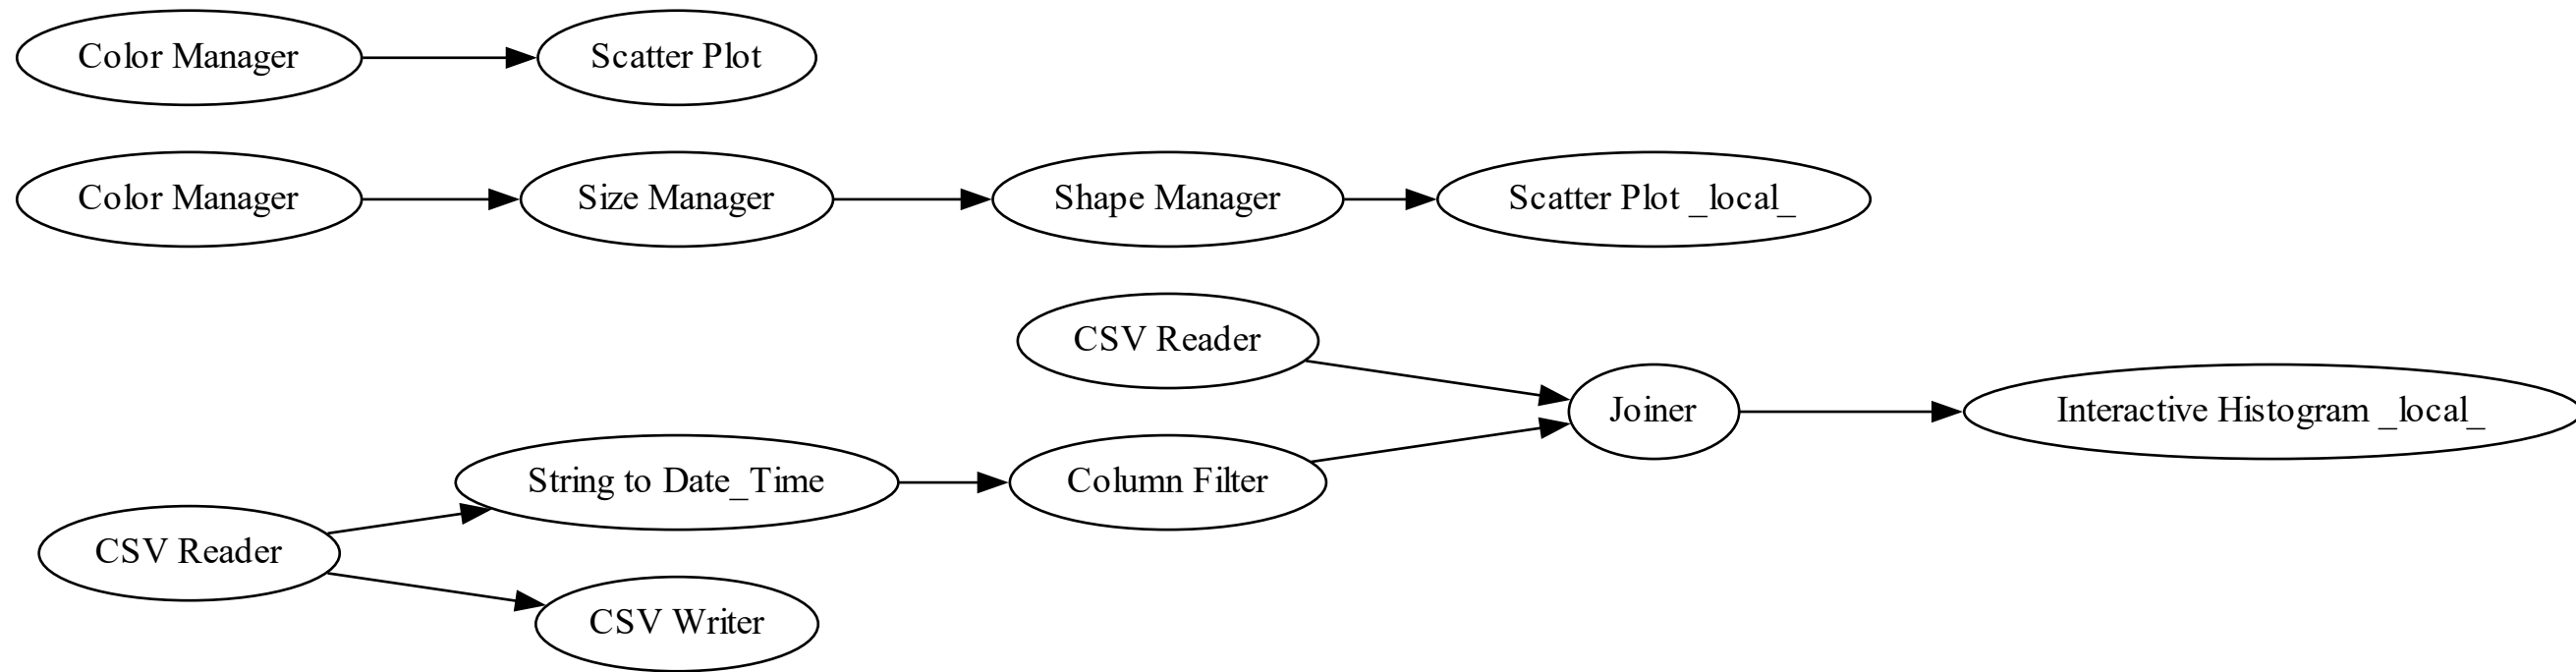 Color Manager
Scatter Plot
Color Manager
Size Manager
Shape Manager
Scatter Plot _local_
CSV Reader
Joiner
Interactive Histogram _local_
String to Date_Time
Column Filter
CSV Reader
CSV Writer